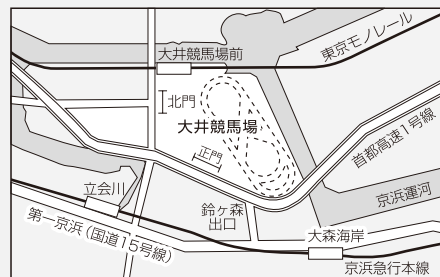 大井競馬場前
東京モノレール
北門
大井競馬場
正門
首都高速1号線
立会川
鈴ヶ森
出口
京浜運河
第一京浜(国道15号線)
大森海岸
京浜急行本線